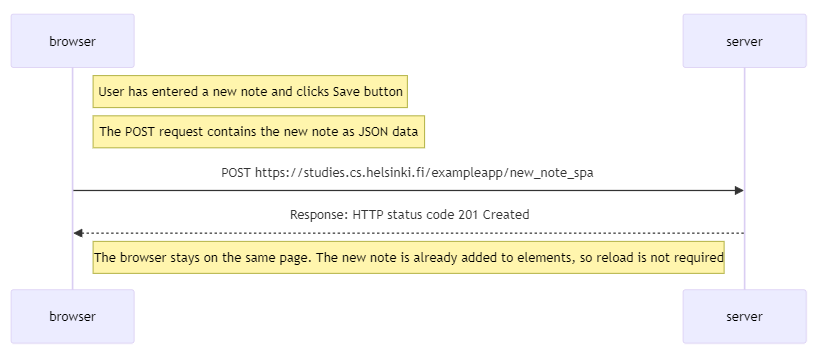 browser
server
User has entered a new note and clicks Save button
The POST request contains the new note as JSON data
POST https://studies.cs.helsinki.fi/exampleapp/new_note_spa
Response: HTTP status code 201 Created
The browser stays on the same page. The new note is already added to elements, so reload is not required
browser
server